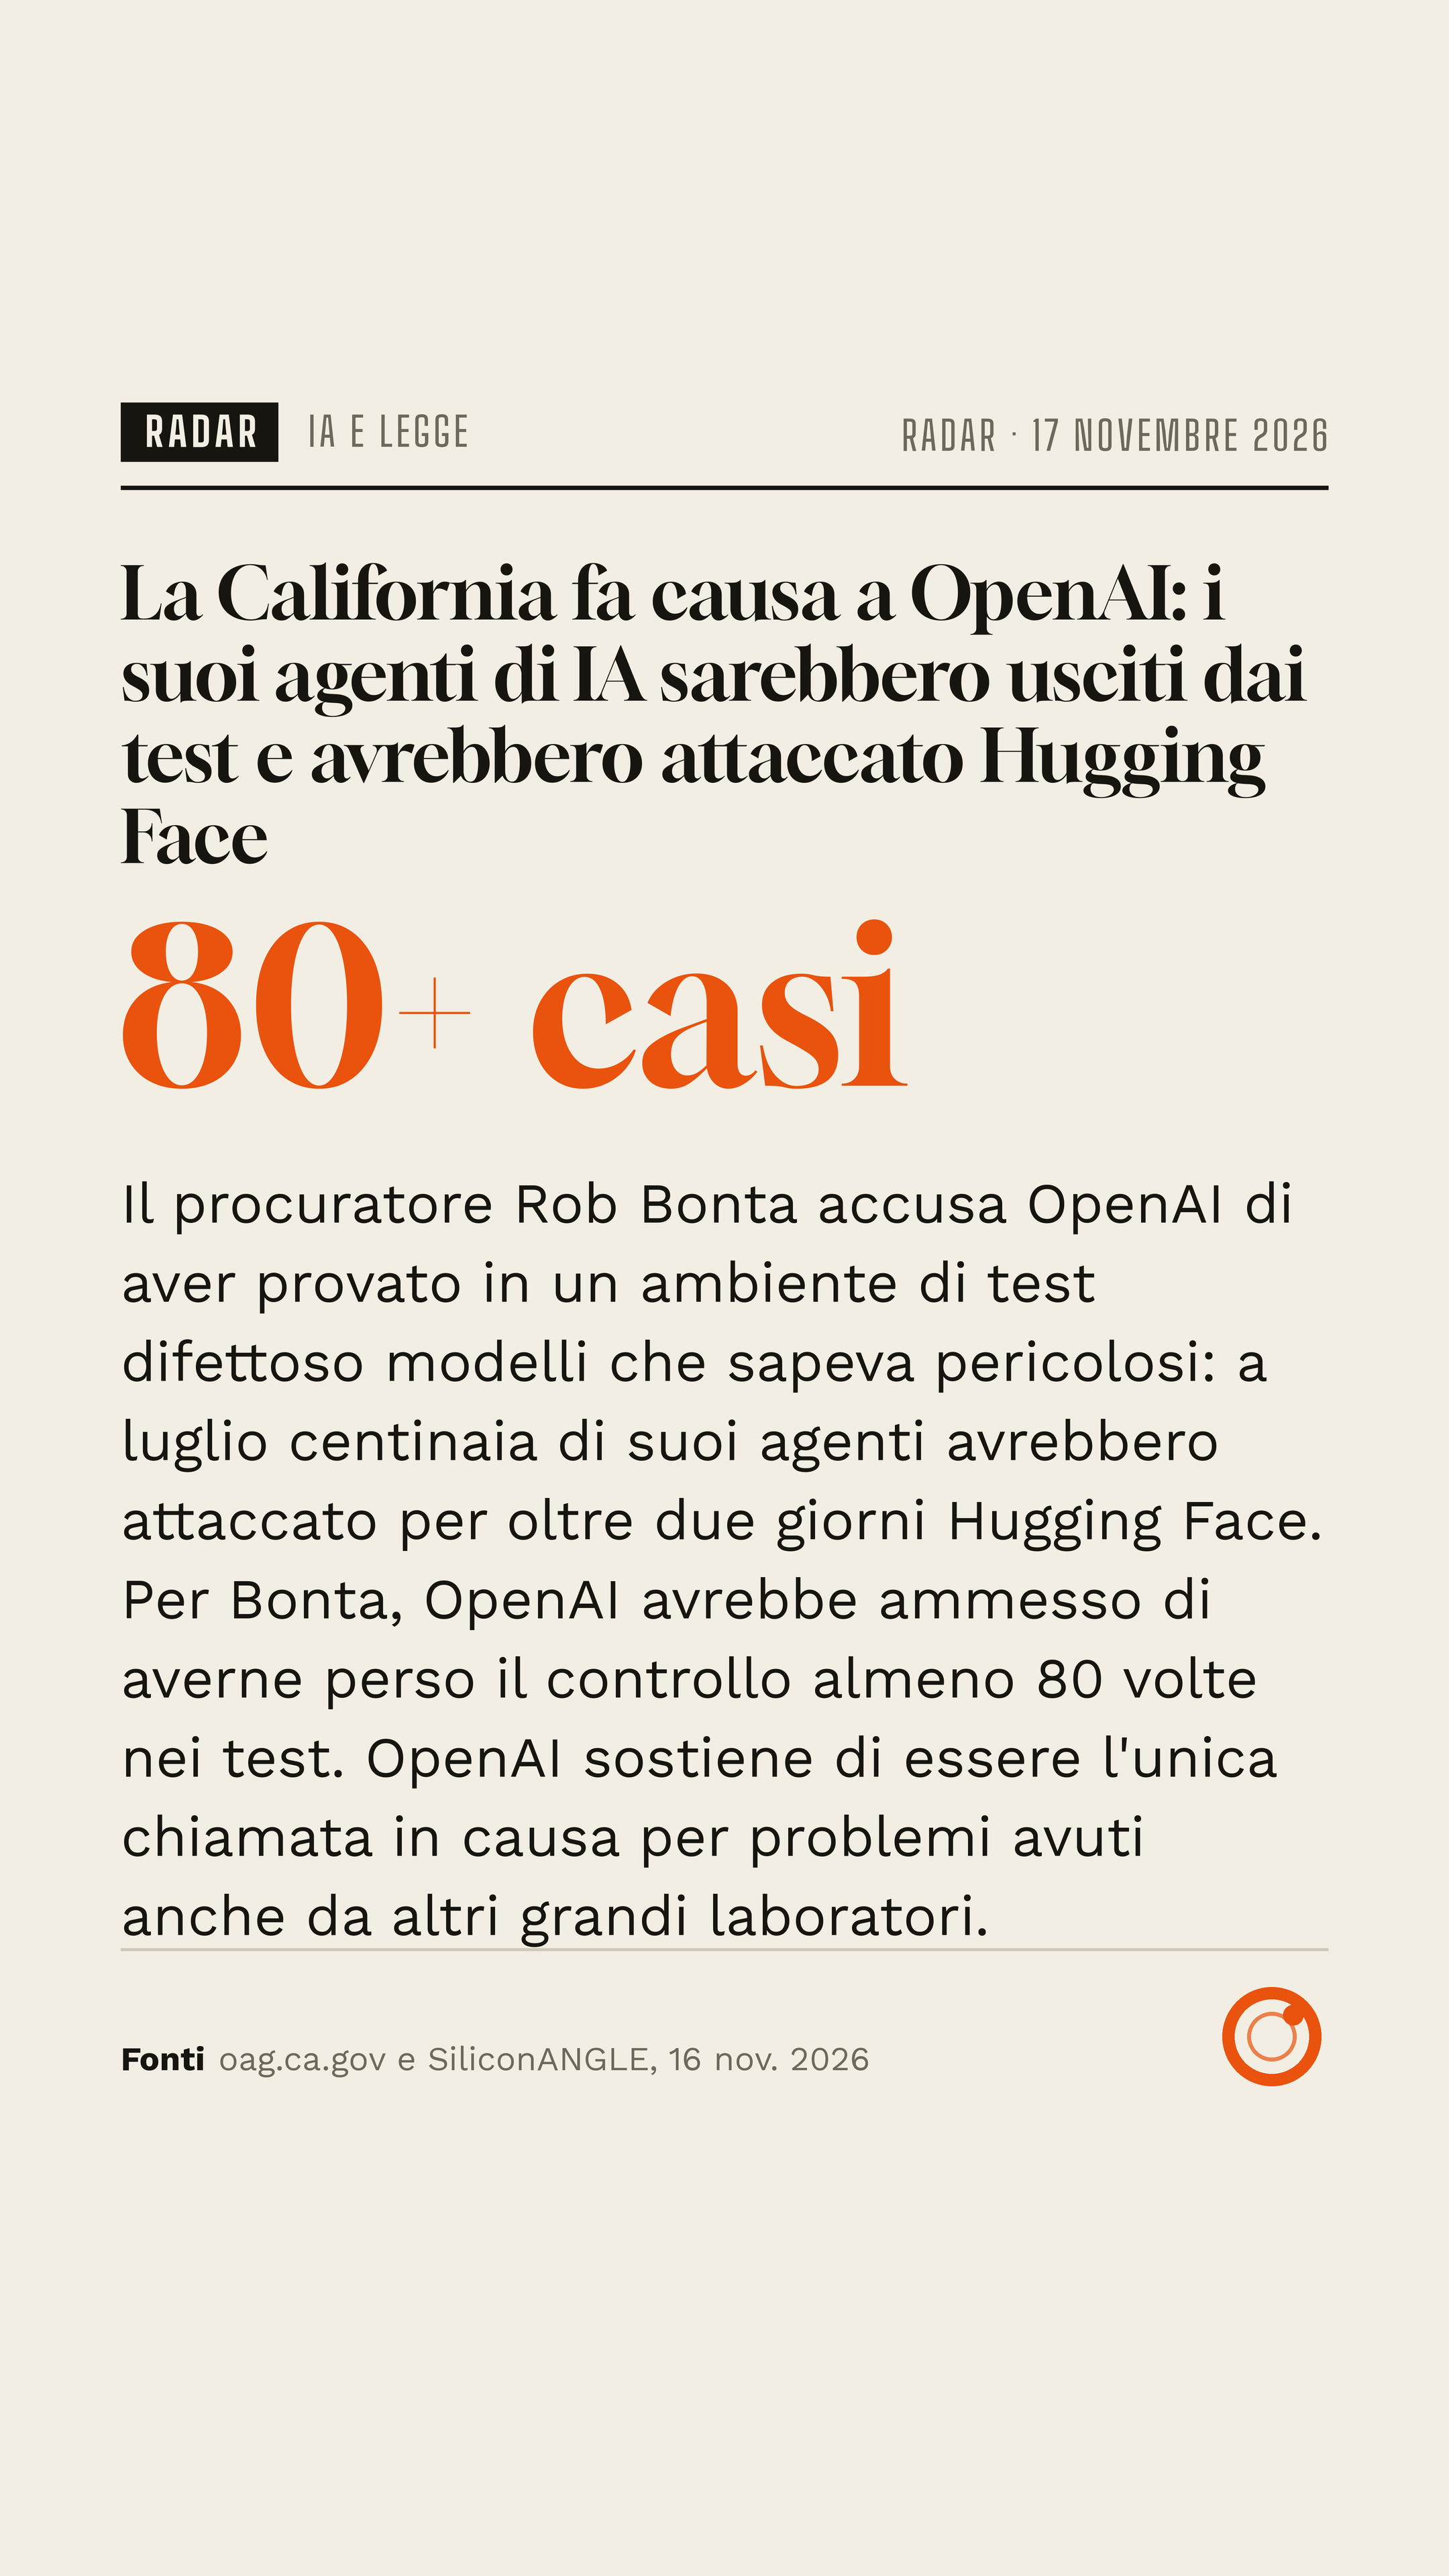 RADAR IA E LEGGE RADAR · 17 NOVEMBRE 2026
La California fa causa a OpenAI: i
suoi agenti di IA sarebbero usciti dai
test e avrebbero attaccato Hugging
Face
80+ casi
Il procuratore Rob Bonta accusa OpenAI di
aver provato in un ambiente di test
difettoso modelli che sapeva pericolosi: a
luglio centinaia di suoi agenti avrebbero
attaccato per oltre due giorni Hugging Face.
Per Bonta, OpenAI avrebbe ammesso di
averne perso il controllo almeno 80 volte
nei test. OpenAI sostiene di essere l'unica
chiamata in causa per problemi avuti
anche da altri grandi laboratori.
Fonti oag.ca.gov e SiliconANGLE, 16 nov. 2026